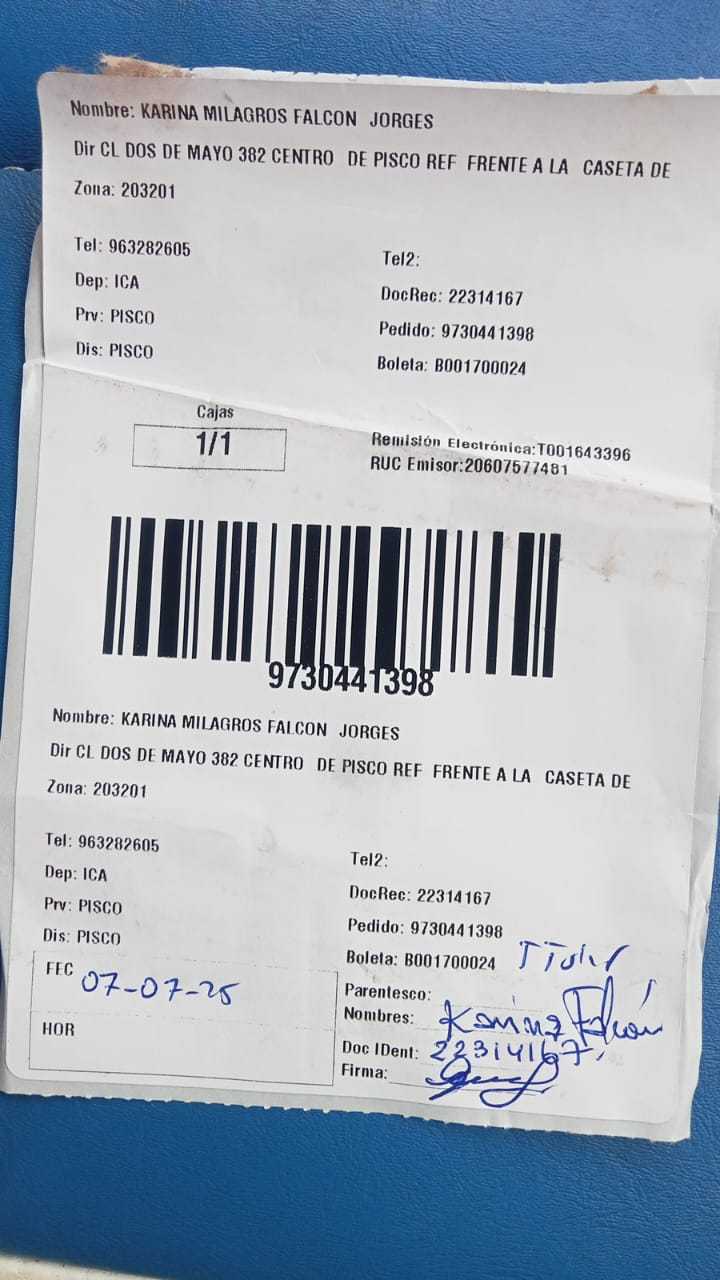 Nombre: KARINA MILAGROS FALCON JORGES
Dir CL DOS DE MAYO 382 CENTRO DE PISCO REF FRENTE A LA CASETA DE
Zona: 203201
Tel: 963282605
Tel2:
Dep: ICA
DocRec: 22314167
Prv: PISCO
Pedido: 9730441398
Dis: PISCO
Boleta: B001700024
Cajas
1/1
Remisión Electrónica:T001643396
RUC Emisor:20607577481
9730441398
Nombre: KARINA MILAGROS FALCON JORGES
Dir CL DOS DE MAYO 382 CENTRO DE PISCO REF FRENTE A LA CASETA DE
Zona: 203201
Tel: 963282605
Tel2:
Dep: ICA
DocRec: 22314167
Prv: PISCO
Pedido: 9730441398
Dis: PISCO
Boleta: B001700024
FEC 07-07-25
Parentesco: Titular
Nombres: Karina Falcón
HOR
Doc IDent: 22314167
Firma: